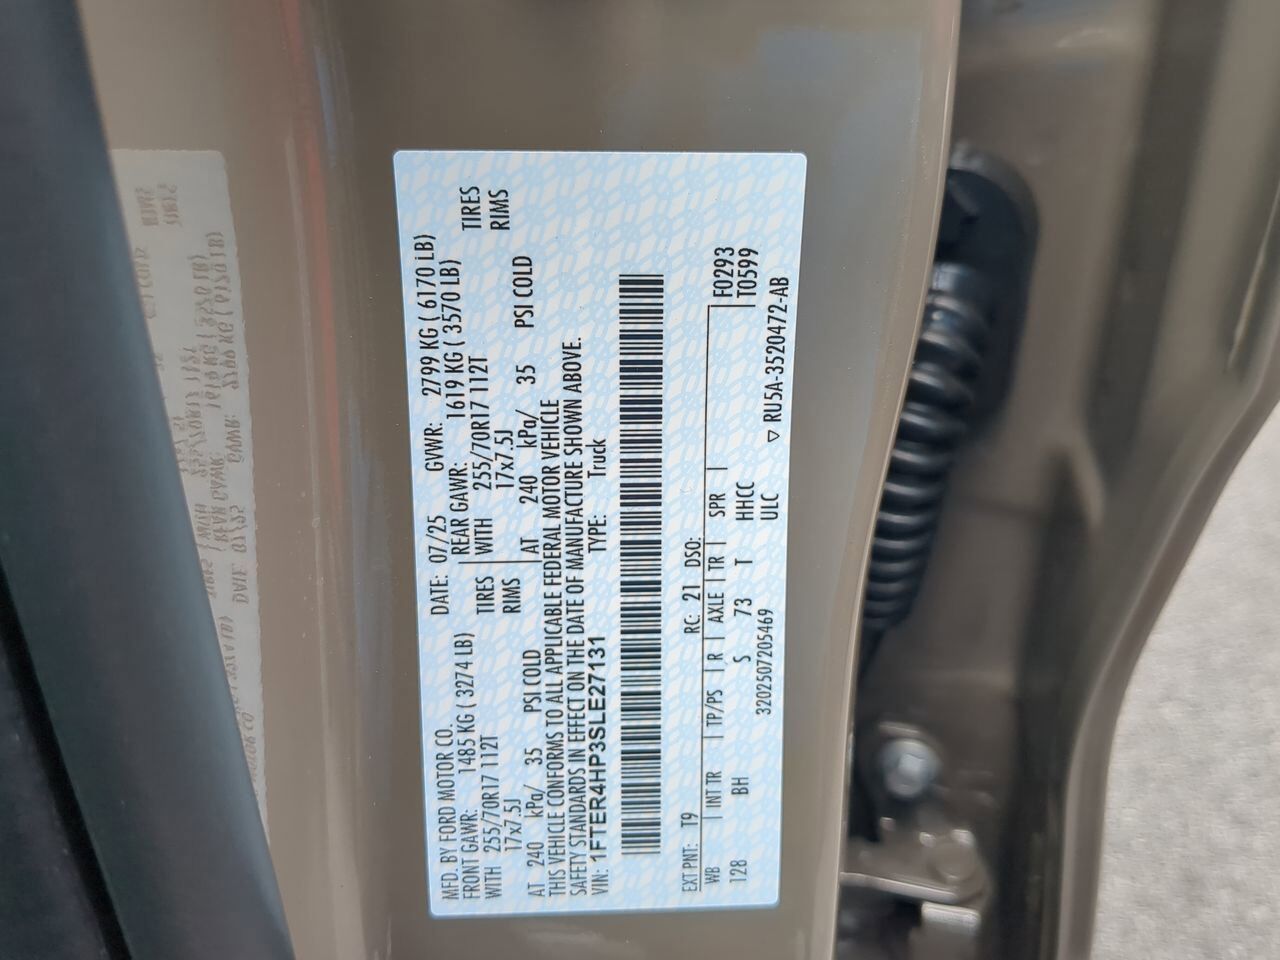 MFD. BY FORD MOTOR CO. DATE: 07/25 GVWR: 2799 KG ( 6170 LB)
FRONT GAWR: 1485 KG ( 3274 LB) REAR GAWR: 1619 KG ( 3570 LB)
WITH 255/70R17 112T TIRES WITH 255/70R17 112T TIRES
17x7.5J RIMS 17x7.5J RIMS
AT 240 kPa/ 35 PSI COLD AT 240 kPa/ 35 PSI COLD
THIS VEHICLE CONFORMS TO ALL APPLICABLE FEDERAL MOTOR VEHICLE
SAFETY STANDARDS IN EFFECT ON THE DATE OF MANUFACTURE SHOWN ABOVE.
VIN: 1FTER4HP3SLE27131 TYPE: Truck
EXT PNT: T9 RC: 21 DSO: F0293
WB INT TR TP/PS R AXLE TR SPR T0599
128 BH S 73 T HHCC
3202507205469 ULC
▽ RU5A-3520472-AB